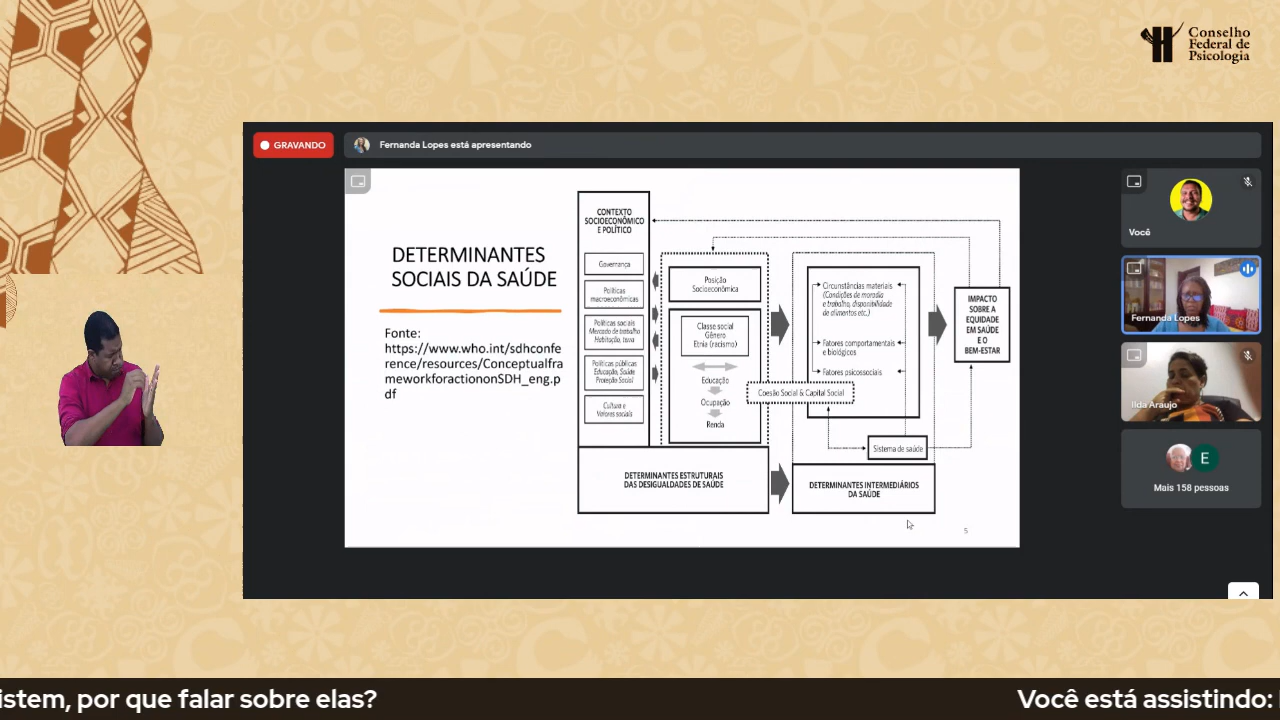 Conselho
Federal de
Psicologia
GRAVANDO
Fernanda Lopes está apresentando
DETERMINANTES
SOCIAIS DA SAÚDE
Fonte:
https://www.who.int/sdhconfe
rence/resources/Conceptualfra
meworkforactiononSDH_eng.p
df
CONTEXTO
SOCIOECONÔMICO
E POLÍTICO
Governança
Políticas
macroeconômicas
Políticas sociais
Mercado de trabalho
Habitação, terra
Políticas públicas
Educação, Saúde
Proteção Social
Cultura e
Valores sociais
Posição
Socioeconômica
Classe social
Gênero
Etnia (racismo)
Educação
Ocupação
Renda
DETERMINANTES ESTRUTURAIS
DAS DESIGUALDADES DE SAÚDE
Circunstâncias materiais
(Condições de moradia
e trabalho, disponibilidade
de alimentos etc.)
Fatores comportamentais
e biológicos
Fatores psicossociais
Coesão Social & Capital Social
Sistema de saúde
DETERMINANTES INTERMEDIÁRIOS
DA SAÚDE
IMPACTO
SOBRE A
EQUIDADE
EM SAÚDE
E O
BEM-ESTAR
5
Você
Fernanda Lopes
Ilda Araújo
E
Mais 158 pessoas
istem, por que falar sobre elas?
Você está assistindo: